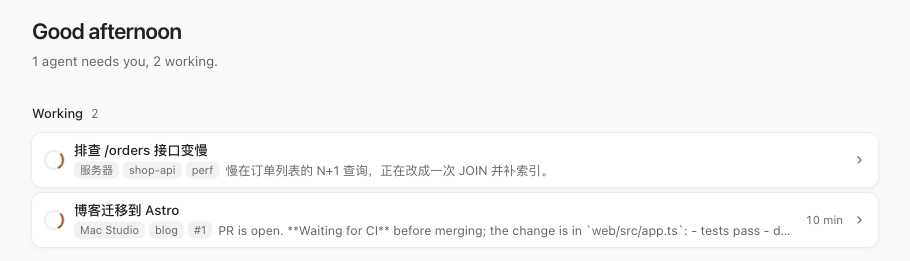 Good afternoon
1 agent needs you, 2 working.
Working 2
排查 /orders 接口变慢
服务器 shop-api perf 慢在订单列表的 N+1 查询，正在改成一次 JOIN 并补索引。
博客迁移到 Astro
Mac Studio blog #1 PR is open. **Waiting for CI** before merging; the change is in `web/src/app.ts`: - tests pass - d... 10 min